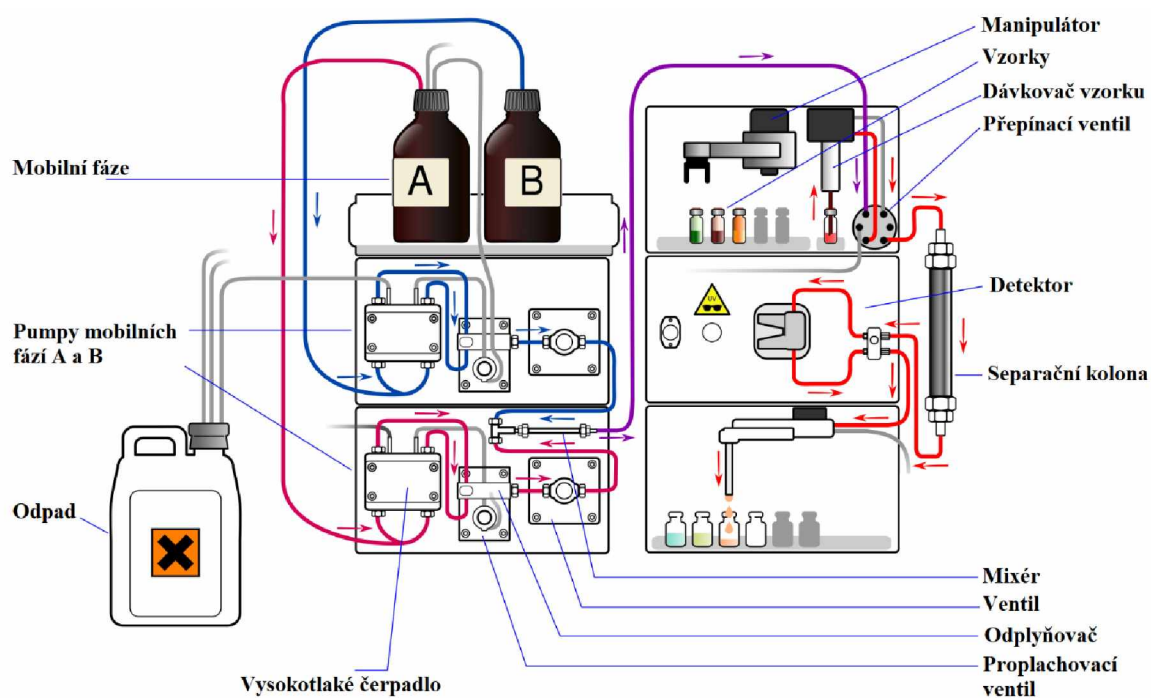 Manipulátor
Vzorky
Dávkovač vzorku
Přepínací ventil
Mobilní fáze
A
B
Detektor
UV
Pumpy mobilních
fází A a B
Separační kolona
Odpad
Mixér
Ventil
Odplyňovač
Proplachovací
ventil
Vysokotlaké čerpadlo